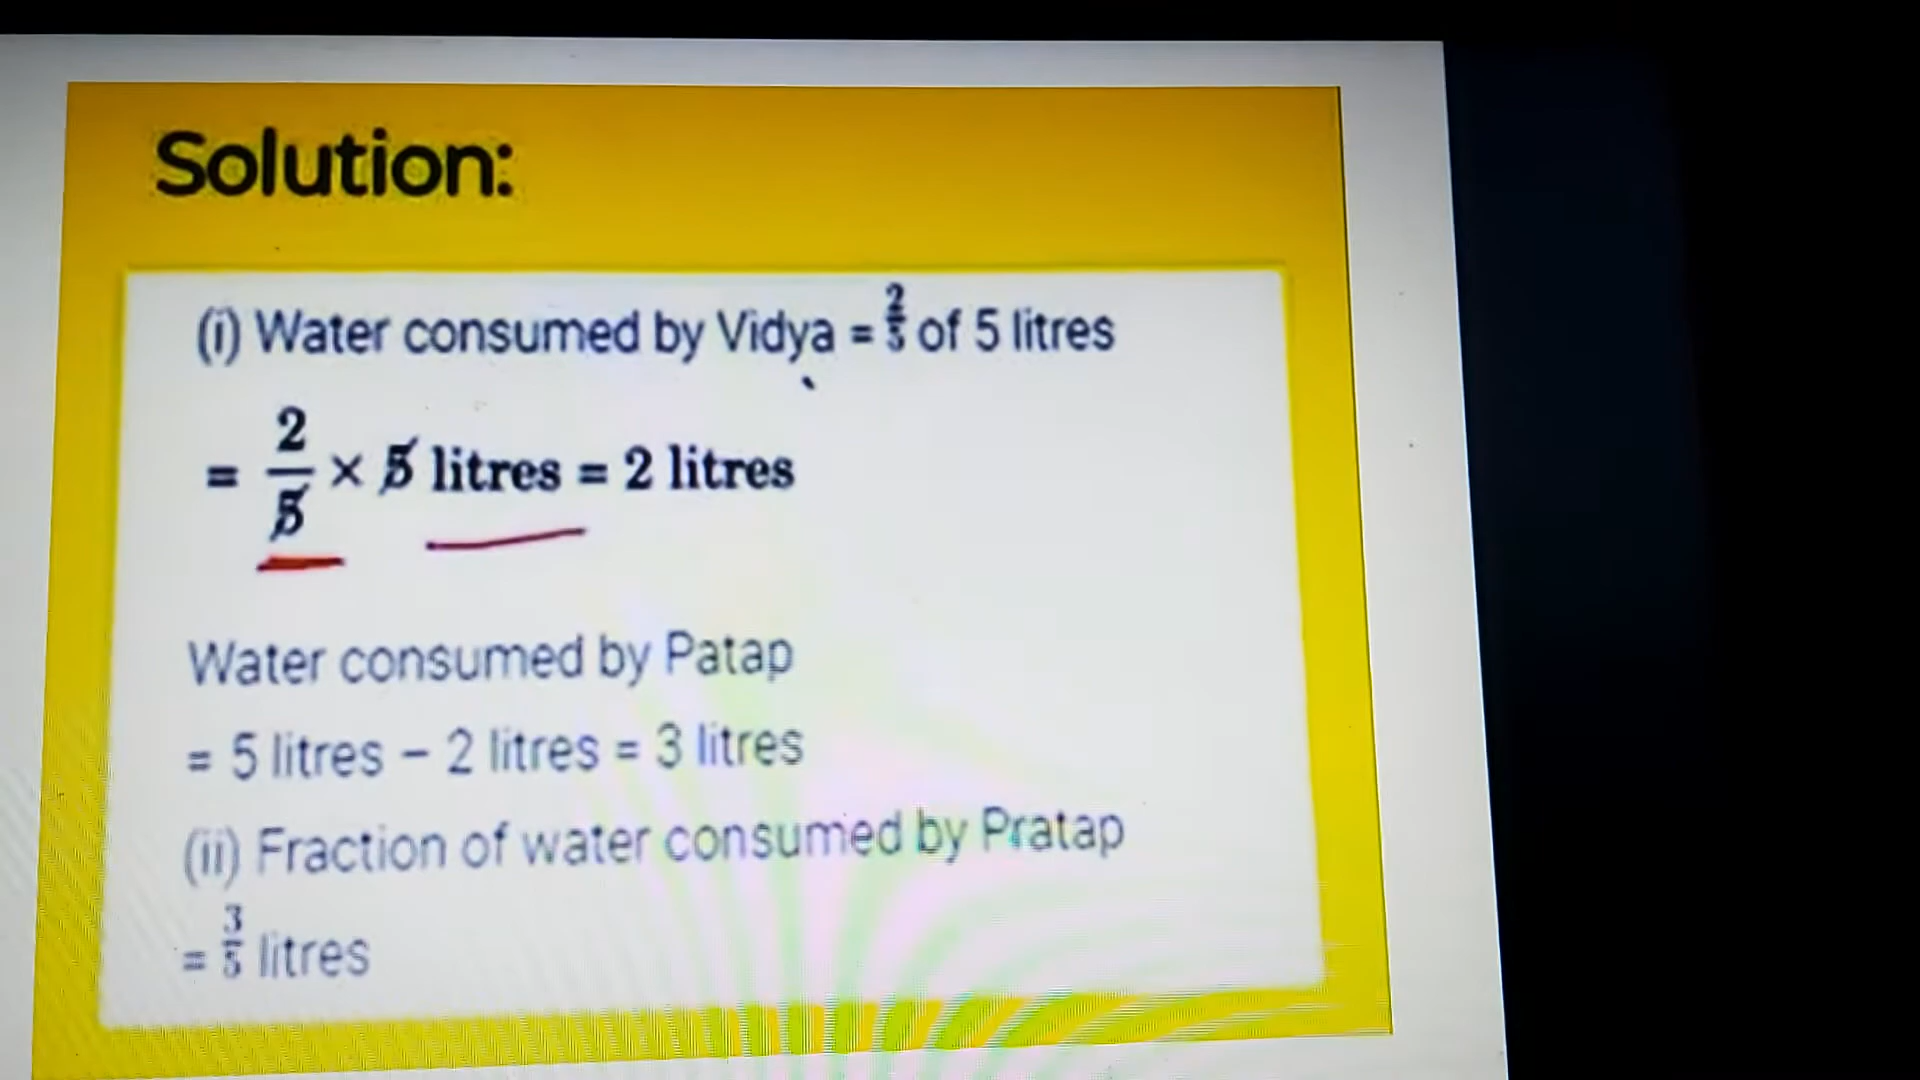 Solution:
(i) Water consumed by Vidya = 2/5 of 5 litres
= 2/5 × 5 litres = 2 litres
Water consumed by Patap
= 5 litres – 2 litres = 3 litres
(ii) Fraction of water consumed by Pratap
= 3/5 litres